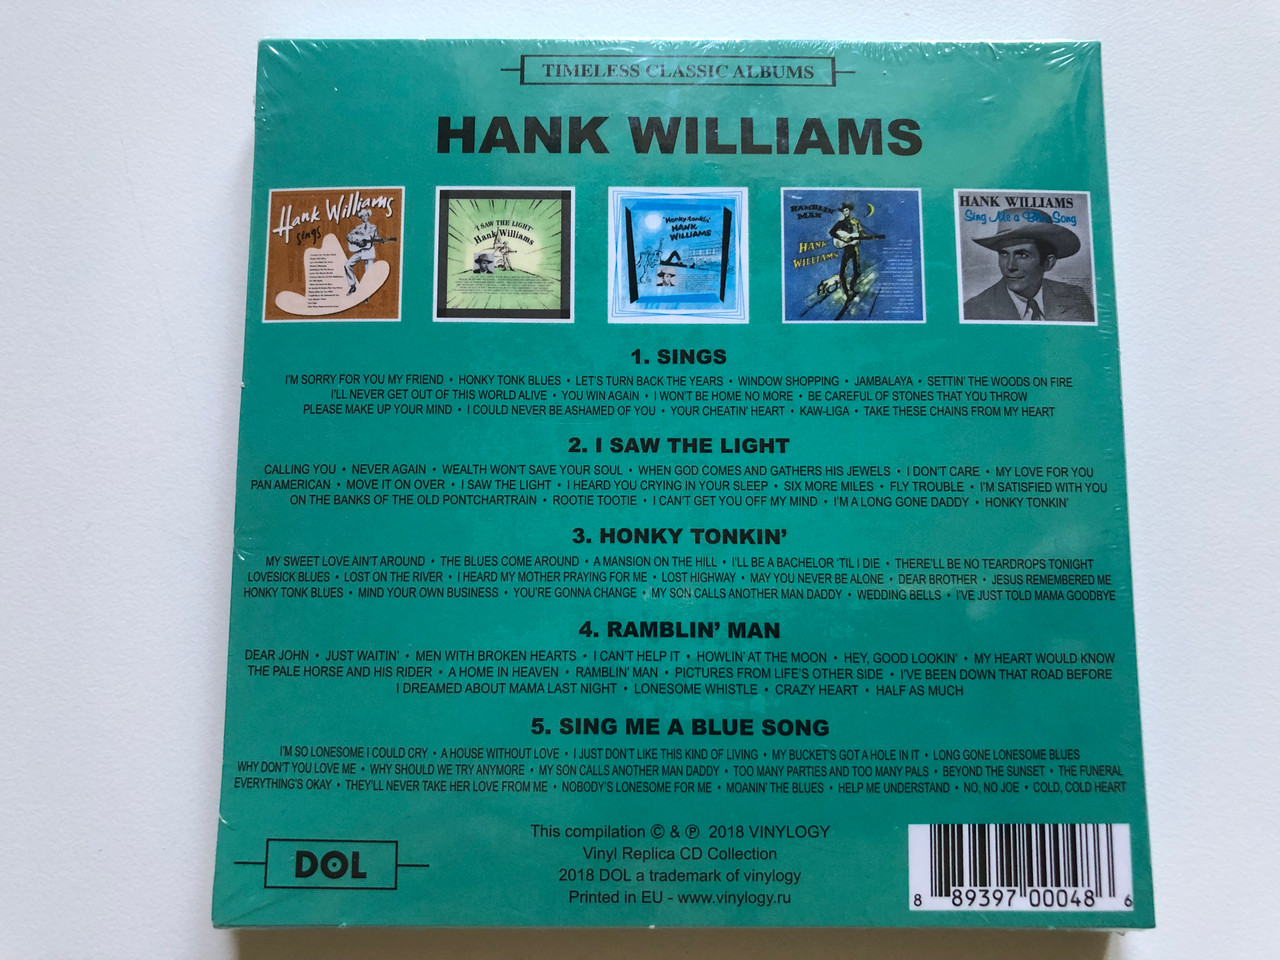 TIMELESS CLASSIC ALBUMS
HANK WILLIAMS
Hank Williams
sings
"I SAW THE LIGHT"
Hank Williams
"Honky-tonkin'"
HANK
WILLIAMS
RAMBLIN'
MAN
HANK
WILLIAMS
HANK WILLIAMS
Sing Me a Blue Song
1. SINGS
I'M SORRY FOR YOU MY FRIEND • HONKY TONK BLUES • LET'S TURN BACK THE YEARS • WINDOW SHOPPING • JAMBALAYA • SETTIN' THE WOODS ON FIRE
I'LL NEVER GET OUT OF THIS WORLD ALIVE • YOU WIN AGAIN • I WON'T BE HOME NO MORE • BE CAREFUL OF STONES THAT YOU THROW
PLEASE MAKE UP YOUR MIND • I COULD NEVER BE ASHAMED OF YOU • YOUR CHEATIN' HEART • KAW-LIGA • TAKE THESE CHAINS FROM MY HEART
2. I SAW THE LIGHT
CALLING YOU • NEVER AGAIN • WEALTH WON'T SAVE YOUR SOUL • WHEN GOD COMES AND GATHERS HIS JEWELS • I DON'T CARE • MY LOVE FOR YOU
PAN AMERICAN • MOVE IT ON OVER • I SAW THE LIGHT • I HEARD YOU CRYING IN YOUR SLEEP • SIX MORE MILES • FLY TROUBLE • I'M SATISFIED WITH YOU
ON THE BANKS OF THE OLD PONTCHARTRAIN • ROOTIE TOOTIE • I CAN'T GET YOU OFF MY MIND • I'M A LONG GONE DADDY • HONKY TONKIN'
3. HONKY TONKIN'
MY SWEET LOVE AIN'T AROUND • THE BLUES COME AROUND • A MANSION ON THE HILL • I'LL BE A BACHELOR 'TIL I DIE • THERE'LL BE NO TEARDROPS TONIGHT
LOVESICK BLUES • LOST ON THE RIVER • I HEARD MY MOTHER PRAYING FOR ME • LOST HIGHWAY • MAY YOU NEVER BE ALONE • DEAR BROTHER • JESUS REMEMBERED ME
HONKY TONK BLUES • MIND YOUR OWN BUSINESS • YOU'RE GONNA CHANGE • MY SON CALLS ANOTHER MAN DADDY • WEDDING BELLS • I'VE JUST TOLD MAMA GOODBYE
4. RAMBLIN' MAN
DEAR JOHN • JUST WAITIN' • MEN WITH BROKEN HEARTS • I CAN'T HELP IT • HOWLIN' AT THE MOON • HEY, GOOD LOOKIN' • MY HEART WOULD KNOW
THE PALE HORSE AND HIS RIDER • A HOME IN HEAVEN • RAMBLIN' MAN • PICTURES FROM LIFE'S OTHER SIDE • I'VE BEEN DOWN THAT ROAD BEFORE
I DREAMED ABOUT MAMA LAST NIGHT • LONESOME WHISTLE • CRAZY HEART • HALF AS MUCH
5. SING ME A BLUE SONG
I'M SO LONESOME I COULD CRY • A HOUSE WITHOUT LOVE • I JUST DON'T LIKE THIS KIND OF LIVING • MY BUCKET'S GOT A HOLE IN IT • LONG GONE LONESOME BLUES
WHY DON'T YOU LOVE ME • WHY SHOULD WE TRY ANYMORE • MY SON CALLS ANOTHER MAN DADDY • TOO MANY PARTIES AND TOO MANY PALS • BEYOND THE SUNSET • THE FUNERAL
EVERYTHING'S OKAY • THEY'LL NEVER TAKE HER LOVE FROM ME • NOBODY'S LONESOME FOR ME • MOANIN' THE BLUES • HELP ME UNDERSTAND • NO, NO JOE • COLD, COLD HEART
This compilation © & ℗ 2018 VINYLOGY
Vinyl Replica CD Collection
2018 DOL a trademark of vinylogy
Printed in EU - www.vinylogy.ru
DOL
8 89397 00048 6